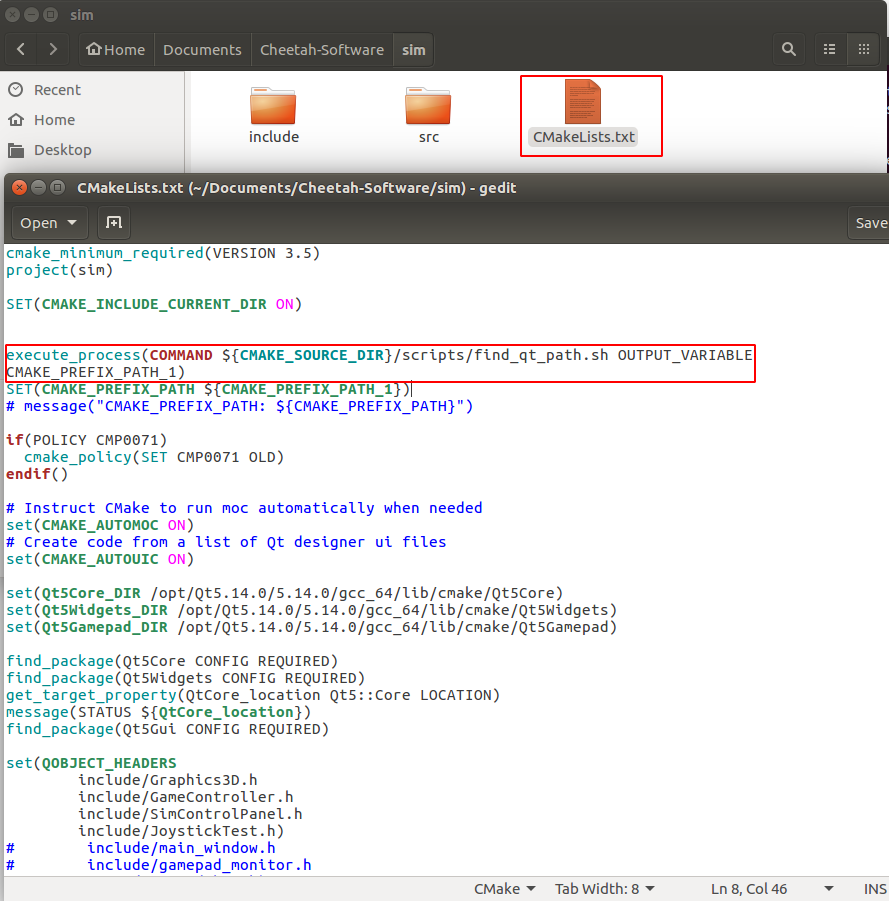 sim
Home Documents Cheetah-Software sim
Recent
Home
Desktop
include src CMakeLists.txt
CMakeLists.txt (~/Documents/Cheetah-Software/sim) - gedit
Open Save
cmake_minimum_required(VERSION 3.5)
project(sim)
SET(CMAKE_INCLUDE_CURRENT_DIR ON)
execute_process(COMMAND ${CMAKE_SOURCE_DIR}/scripts/find_qt_path.sh OUTPUT_VARIABLE
CMAKE_PREFIX_PATH_1)
SET(CMAKE_PREFIX_PATH ${CMAKE_PREFIX_PATH_1})
# message("CMAKE_PREFIX_PATH: ${CMAKE_PREFIX_PATH}")
if(POLICY CMP0071)
  cmake_policy(SET CMP0071 OLD)
endif()
# Instruct CMake to run moc automatically when needed
set(CMAKE_AUTOMOC ON)
# Create code from a list of Qt designer ui files
set(CMAKE_AUTOUIC ON)
set(Qt5Core_DIR /opt/Qt5.14.0/5.14.0/gcc_64/lib/cmake/Qt5Core)
set(Qt5Widgets_DIR /opt/Qt5.14.0/5.14.0/gcc_64/lib/cmake/Qt5Widgets)
set(Qt5Gamepad_DIR /opt/Qt5.14.0/5.14.0/gcc_64/lib/cmake/Qt5Gamepad)
find_package(Qt5Core CONFIG REQUIRED)
find_package(Qt5Widgets CONFIG REQUIRED)
get_target_property(QtCore_location Qt5::Core LOCATION)
message(STATUS ${QtCore_location})
find_package(Qt5Gui CONFIG REQUIRED)
set(QOBJECT_HEADERS
        include/Graphics3D.h
        include/GameController.h
        include/SimControlPanel.h
        include/JoystickTest.h)
#        include/main_window.h
#        include/gamepad_monitor.h
CMake Tab Width: 8 Ln 8, Col 46 INS